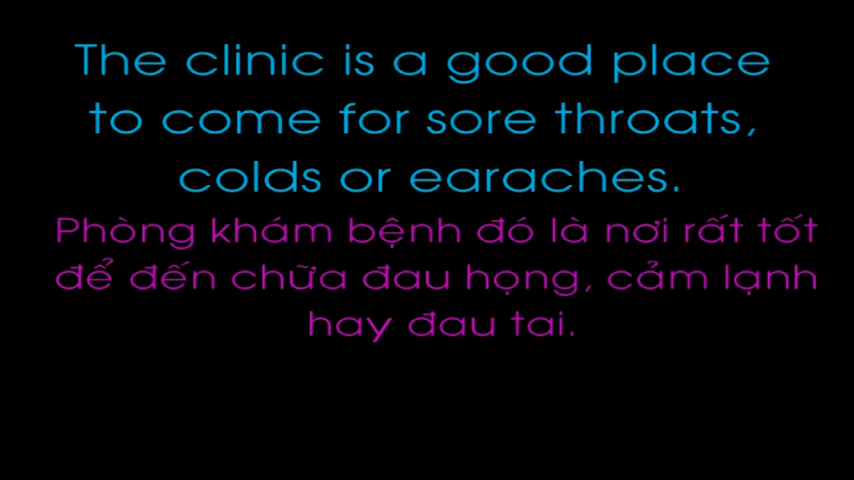 The clinic is a good place
to come for sore throats,
colds or earaches.
Phòng khám bệnh đó là nơi rất tốt
để đến chữa đau họng, cảm lạnh
hay đau tai.